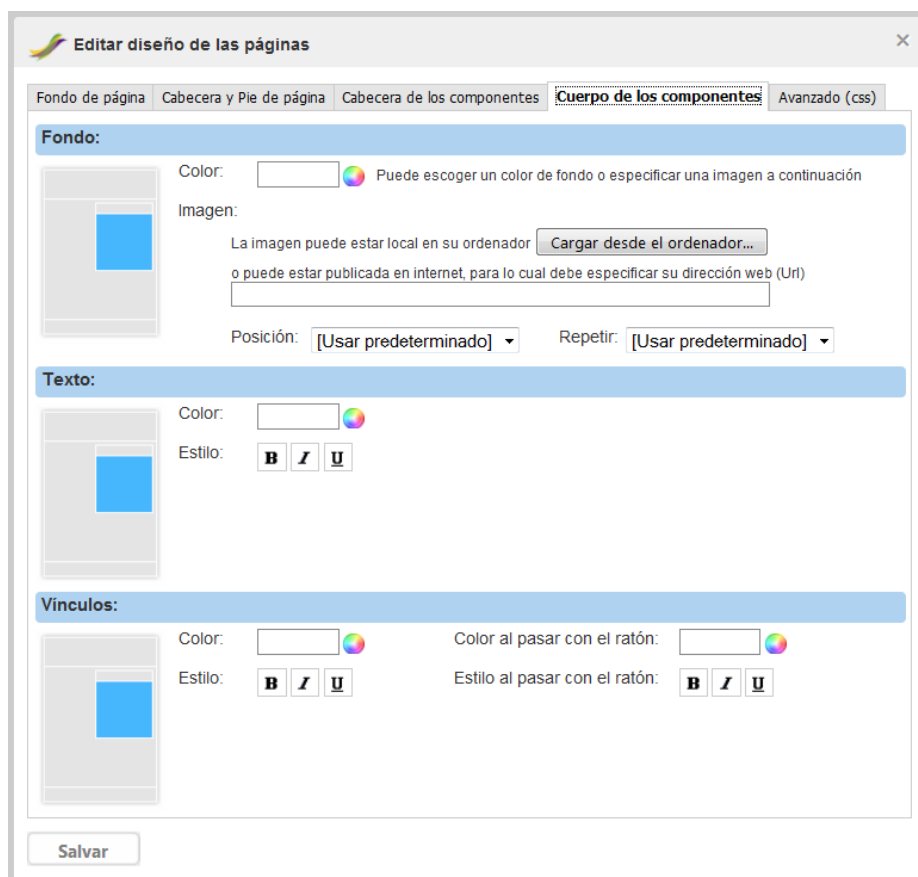 Editar diseño de las páginas
Fondo de página Cabecera y Pie de página Cabecera de los componentes Cuerpo de los componentes Avanzado (css)
Fondo:
Color: Puede escoger un color de fondo o especificar una imagen a continuación
Imagen:
La imagen puede estar local en su ordenador Cargar desde el ordenador...
o puede estar publicada en internet, para lo cual debe especificar su dirección web (Url)
Posición: [Usar predeterminado] Repetir: [Usar predeterminado]
Texto:
Color:
Estilo: B I U
Vínculos:
Color: Color al pasar con el ratón:
Estilo: B I U Estilo al pasar con el ratón: B I U
Salvar